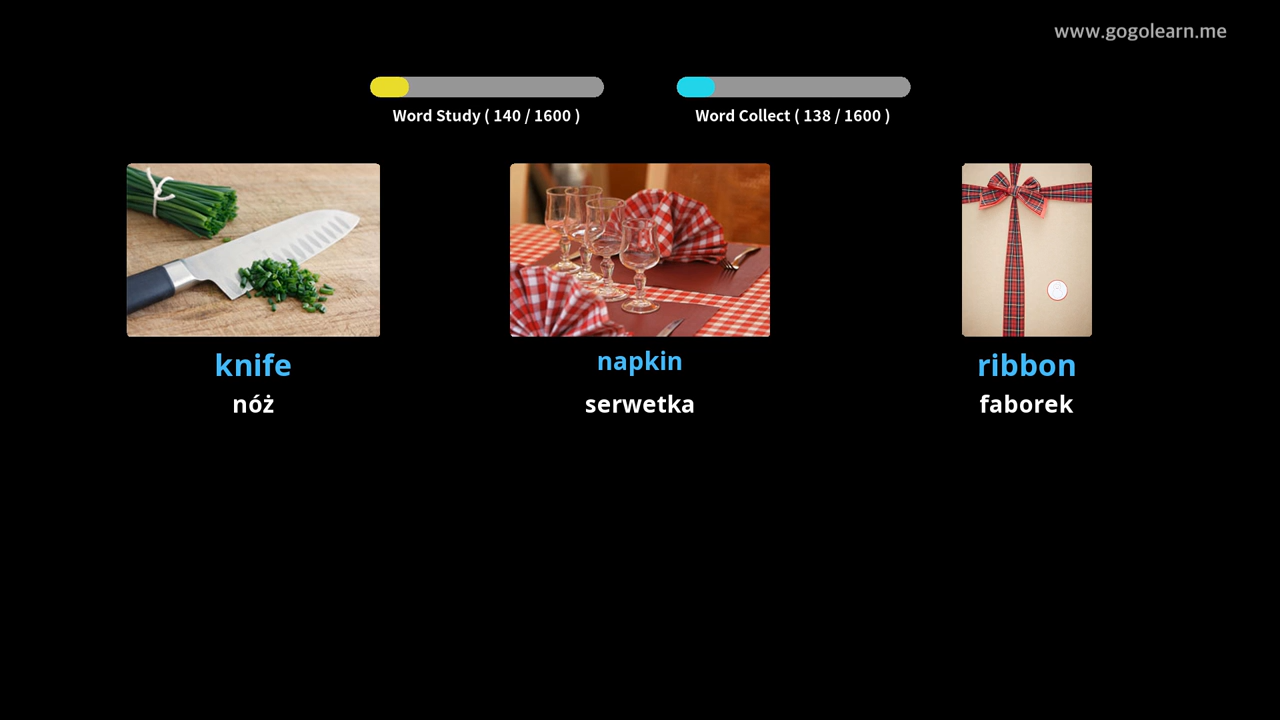 www.gogolearn.me
Word Study ( 140 / 1600 )
Word Collect ( 138 / 1600 )
knife
napkin
ribbon
nóż
serwetka
faborek